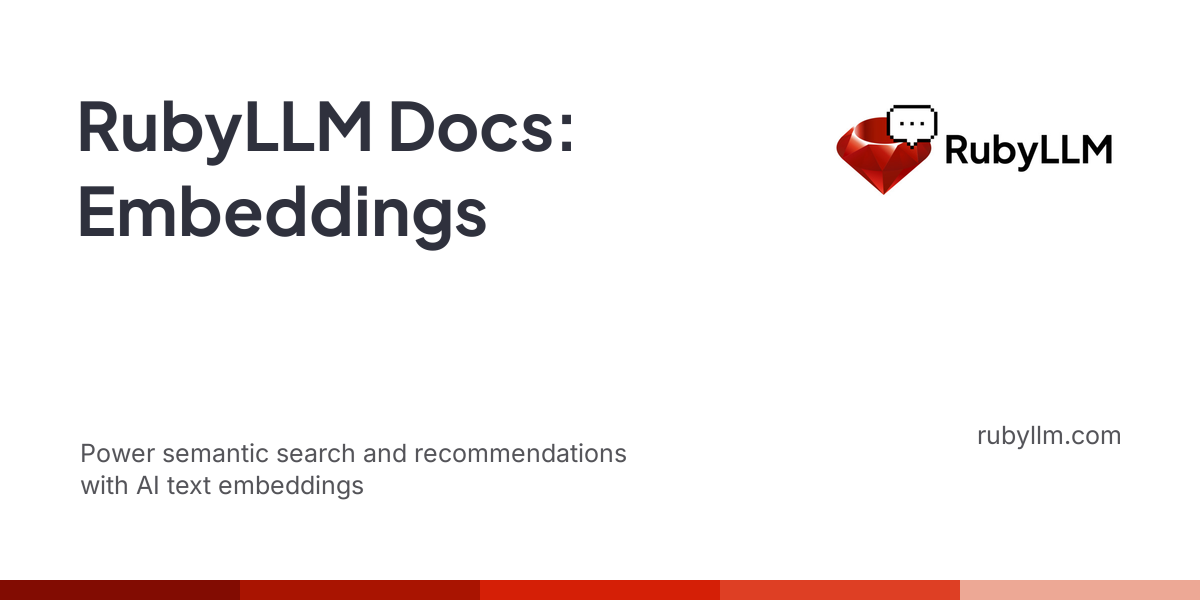 RubyLLM Docs:
Embeddings
RubyLLM
Power semantic search and recommendations
with AI text embeddings
rubyllm.com